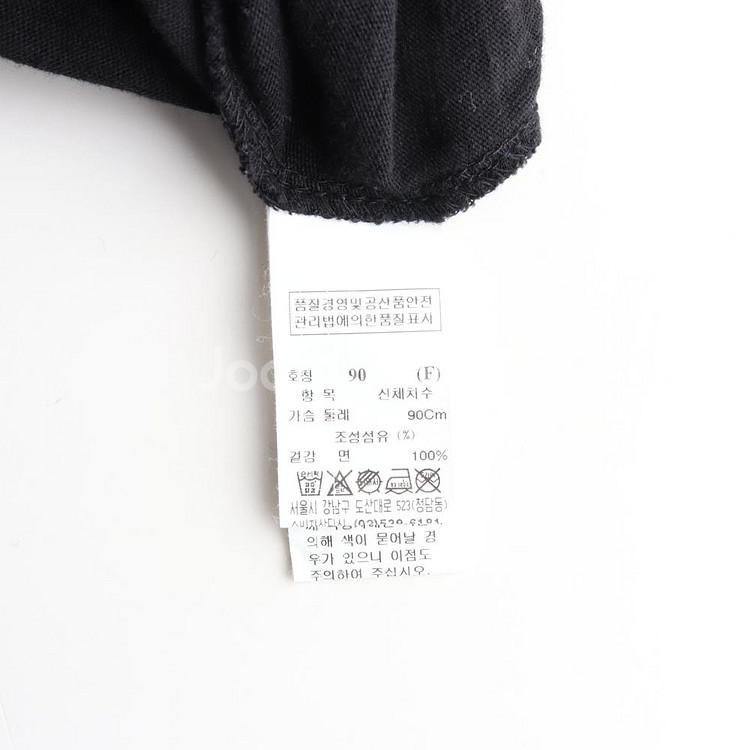 품질경영및공산품안전
관리법에의한품질표시
호칭 90 (F)
항 목 신체치수
가슴 둘레 90Cm
조성섬유 (%)
겉감 면 100%
서울시 강남구 도산대로 523(청담동)
의해 색이 묻어날 경
우가 있으니 이점도
주의하여 주십시오.